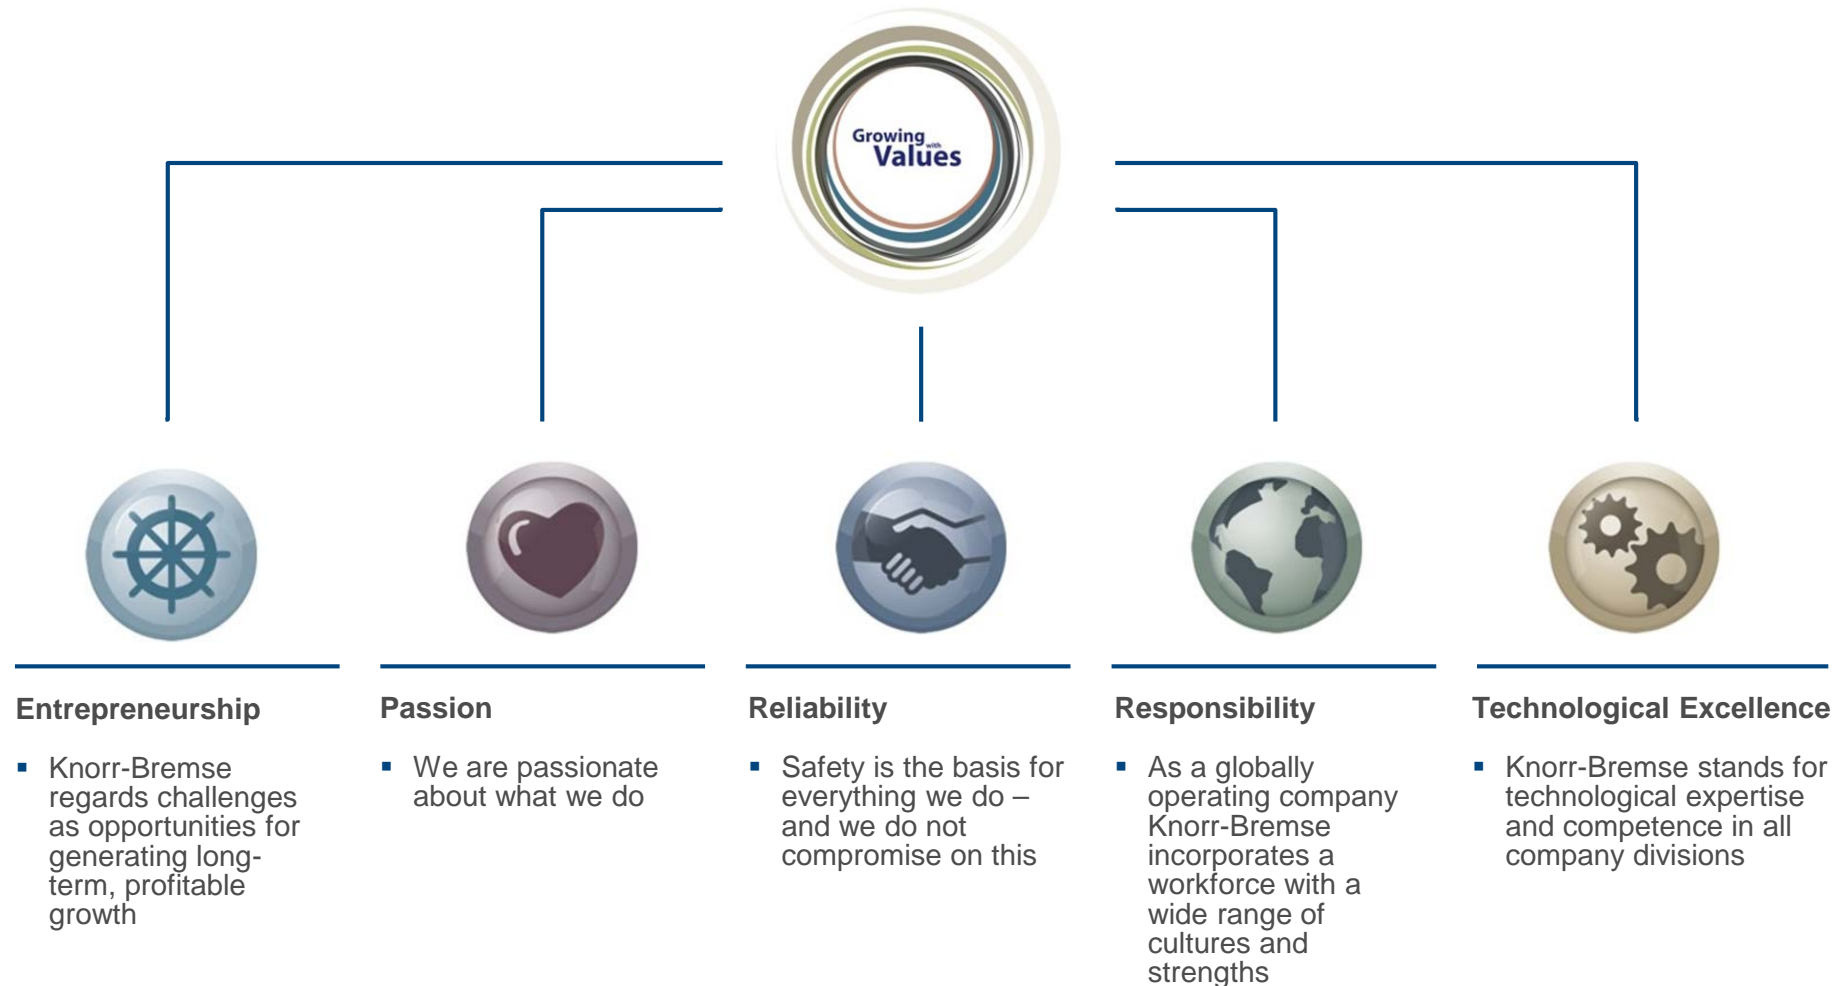 Growing
with
Values
Entrepreneurship
▪ Knorr-Bremse
regards challenges
as opportunities for
generating long-
term, profitable
growth
Passion
▪ We are passionate
about what we do
Reliability
▪ Safety is the basis for
everything we do –
and we do not
compromise on this
Responsibility
▪ As a globally
operating company
Knorr-Bremse
incorporates a
workforce with a
wide range of
cultures and
strengths
Technological Excellence
▪ Knorr-Bremse stands for
technological expertise
and competence in all
company divisions